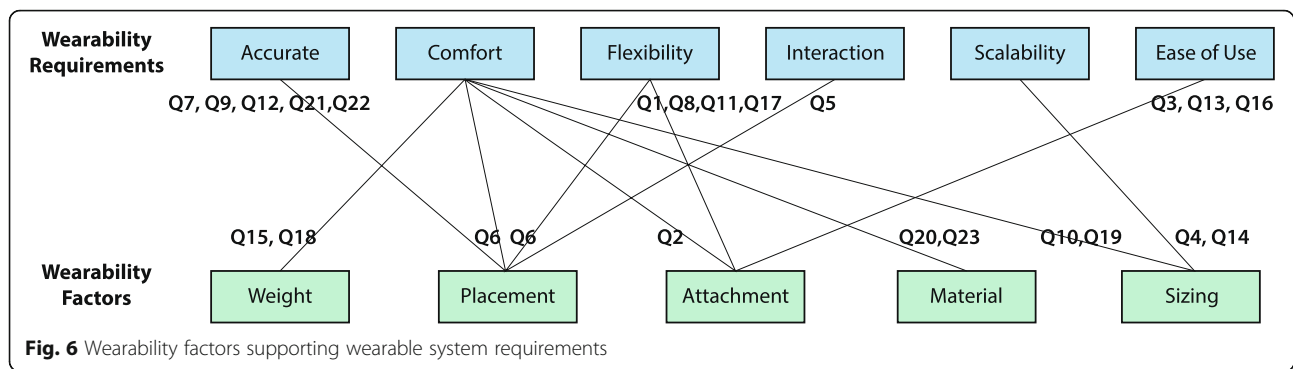 Wearability
Requirements
Accurate
Comfort
Flexibility
Interaction
Scalability
Ease of Use
Q7, Q9, Q12, Q21,Q22
Q1,Q8,Q11,Q17
Q5
Q3, Q13, Q16
Q15, Q18
Q6
Q6
Q2
Q20,Q23
Q10,Q19
Q4, Q14
Wearability
Factors
Weight
Placement
Attachment
Material
Sizing
Fig. 6 Wearability factors supporting wearable system requirements